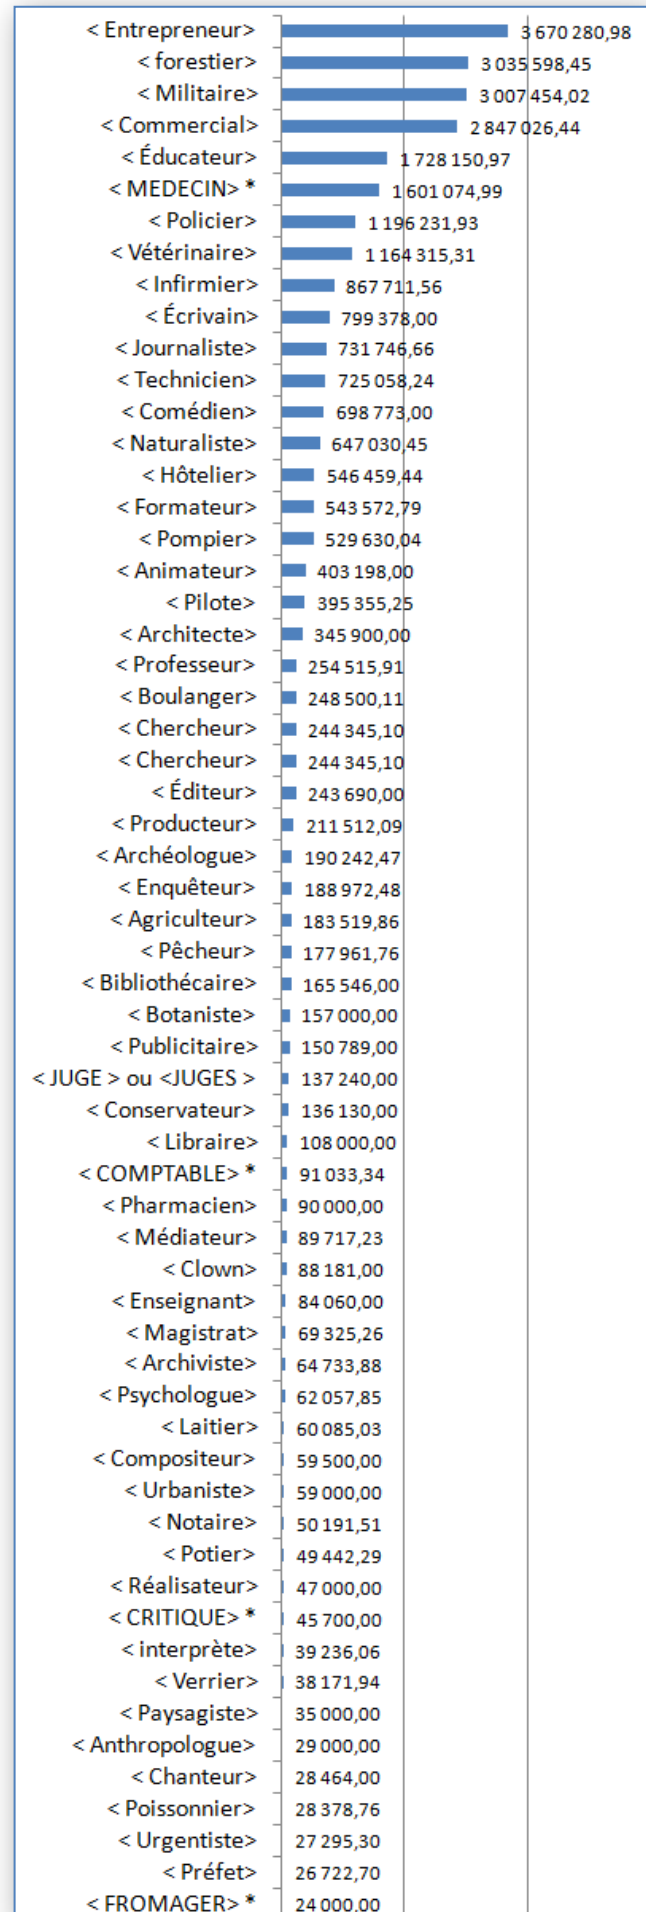 < Entrepreneur> 3 670 280,98
< forestier> 3 035 598,45
< Militaire> 3 007 454,02
< Commercial> 2 847 026,44
< Éducateur> 1 728 150,97
< MEDECIN> * 1 601 074,99
< Policier> 1 196 231,93
< Vétérinaire> 1 164 315,31
< Infirmier> 867 711,56
< Écrivain> 799 378,00
< Journaliste> 731 746,66
< Technicien> 725 058,24
< Comédien> 698 773,00
< Naturaliste> 647 030,45
< Hôtelier> 546 459,44
< Formateur> 543 572,79
< Pompier> 529 630,04
< Animateur> 403 198,00
< Pilote> 395 355,25
< Architecte> 345 900,00
< Professeur> 254 515,91
< Boulanger> 248 500,11
< Chercheur> 244 345,10
< Chercheur> 244 345,10
< Éditeur> 243 690,00
< Producteur> 211 512,09
< Archéologue> 190 242,47
< Enquêteur> 188 972,48
< Agriculteur> 183 519,86
< Pêcheur> 177 961,76
< Bibliothécaire> 165 546,00
< Botaniste> 157 000,00
< Publicitaire> 150 789,00
< JUGE > ou <JUGES > 137 240,00
< Conservateur> 136 130,00
< Libraire> 108 000,00
< COMPTABLE> * 91 033,34
< Pharmacien> 90 000,00
< Médiateur> 89 717,23
< Clown> 88 181,00
< Enseignant> 84 060,00
< Magistrat> 69 325,26
< Archiviste> 64 733,88
< Psychologue> 62 057,85
< Laitier> 60 085,03
< Compositeur> 59 500,00
< Urbaniste> 59 000,00
< Notaire> 50 191,51
< Potier> 49 442,29
< Réalisateur> 47 000,00
< CRITIQUE> * 45 700,00
< interprète> 39 236,06
< Verrier> 38 171,94
< Paysagiste> 35 000,00
< Anthropologue> 29 000,00
< Chanteur> 28 464,00
< Poissonnier> 28 378,76
< Urgentiste> 27 295,30
< Préfet> 26 722,70
< FROMAGER> * 24 000,00